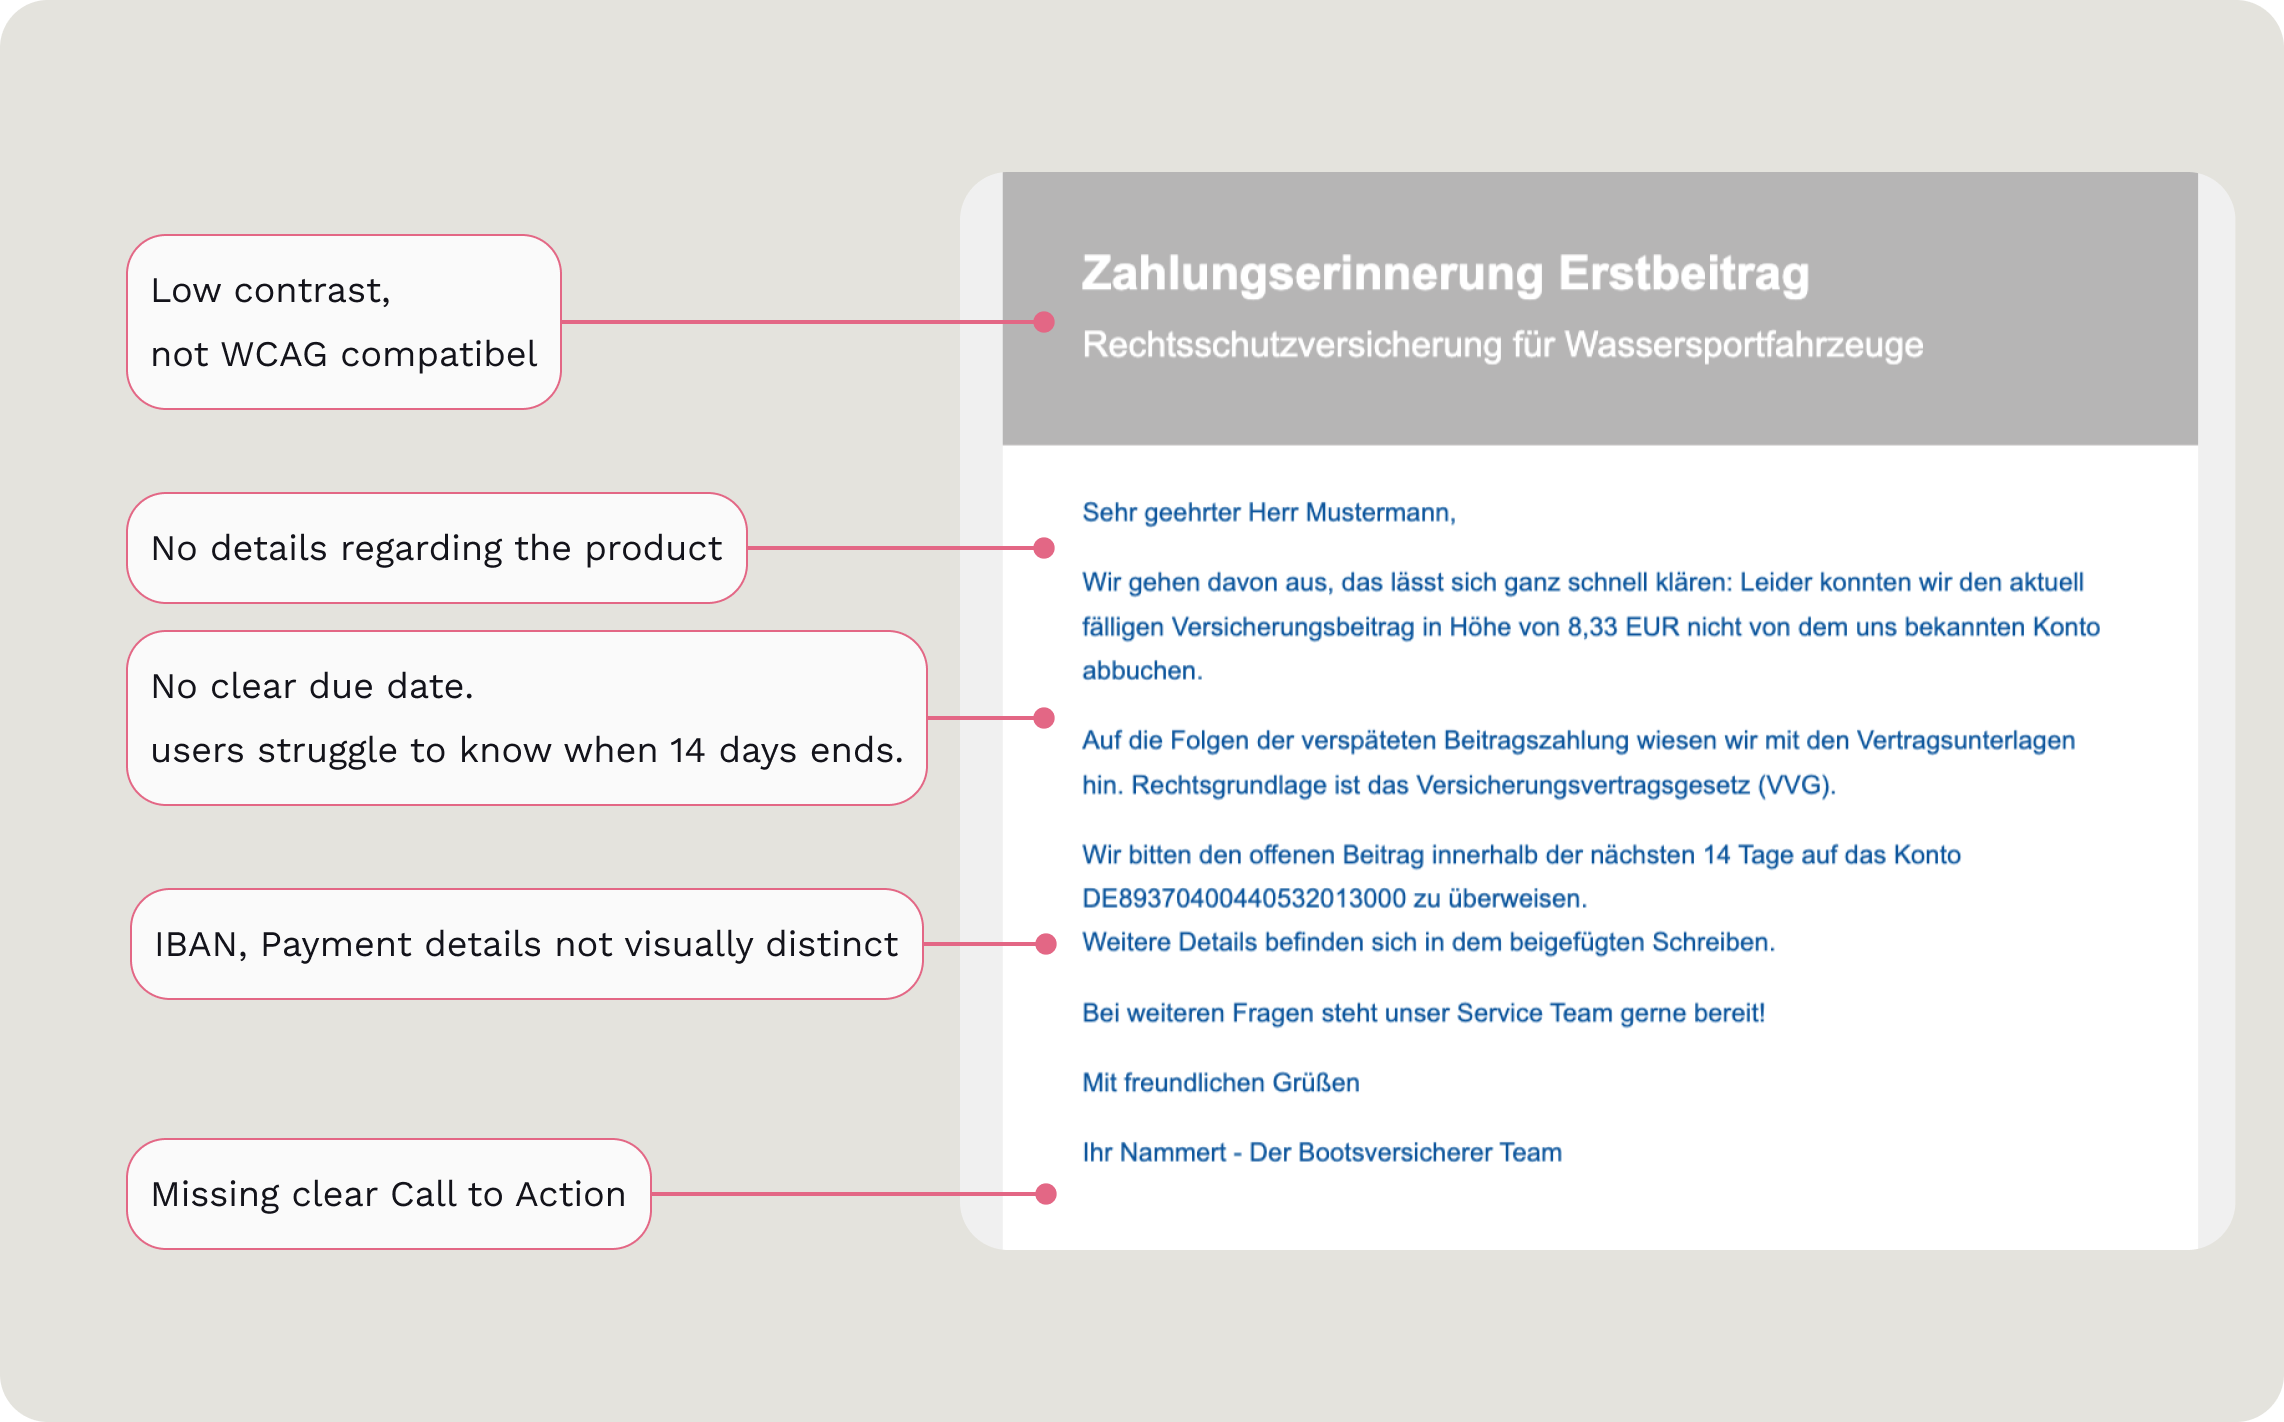 Low contrast,
not WCAG compatibel
No details regarding the product
No clear due date.
users struggle to know when 14 days ends.
IBAN, Payment details not visually distinct
Missing clear Call to Action
Zahlungserinnerung Erstbeitrag
Rechtsschutzversicherung für Wassersportfahrzeuge
Sehr geehrter Herr Mustermann,
Wir gehen davon aus, das lässt sich ganz schnell klären: Leider konnten wir den aktuell
fälligen Versicherungsbeitrag in Höhe von 8,33 EUR nicht von dem uns bekannten Konto
abbuchen.
Auf die Folgen der verspäteten Beitragszahlung wiesen wir mit den Vertragsunterlagen
hin. Rechtsgrundlage ist das Versicherungsvertragsgesetz (VVG).
Wir bitten den offenen Beitrag innerhalb der nächsten 14 Tage auf das Konto
DE89370400440532013000 zu überweisen.
Weitere Details befinden sich in dem beigefügten Schreiben.
Bei weiteren Fragen steht unser Service Team gerne bereit!
Mit freundlichen Grüßen
Ihr Nammert - Der Bootsversicherer Team